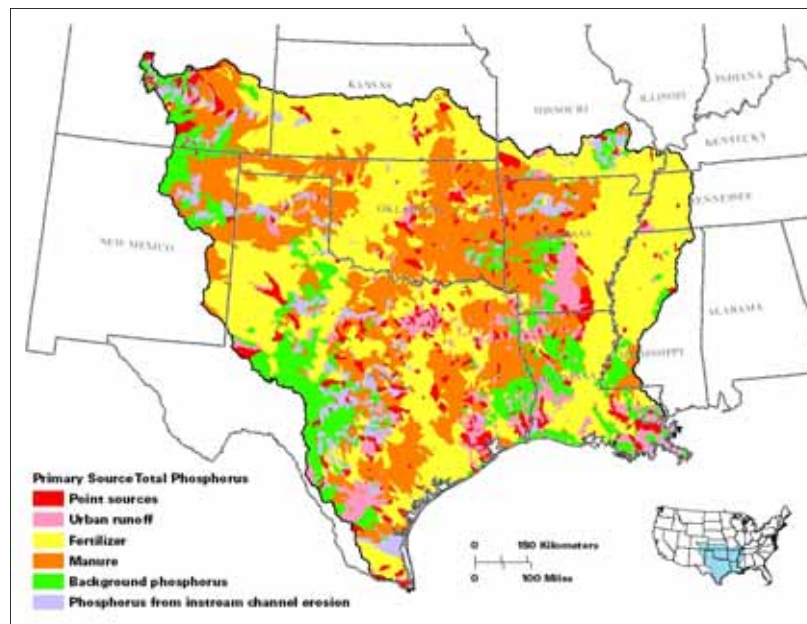 KANSAS
MISSOURI
ILLINOIS
INDIANA
KENTUCKY
TENNESSEE
NEW MEXICO
ALABAMA
Primary Source Total Phosphorus
Point sources
Urban runoff
Fertilizer
Manure
Background phosphorus
Phosphorus from instream channel erosion
0 150 Kilometers
0 100 Miles